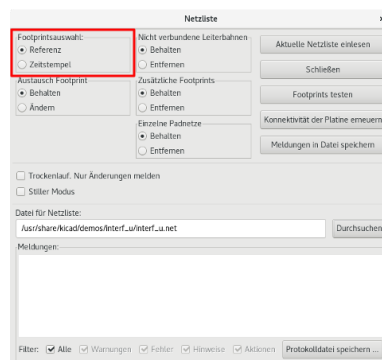 Netzliste
Footprintsauswahl:
Referenz
Zeitstempel
Nicht verbundene Leiterbahnen
Behalten
Entfernen
Aktuelle Netzliste einlesen
Schließen
Austausch Footprint
Behalten
Ändern
Zusätzliche Footprints
Behalten
Entfernen
Footprints testen
Konnektivität der Platine erneuern
Einzelne Padnetze
Behalten
Entfernen
Meldungen in Datei speichern
Trockenlauf. Nur Änderungen melden
Stiller Modus
Datei für Netzliste:
/usr/share/kicad/demos/interf_u/interf_u.net
Durchsuchen
Meldungen:
Filter: Alle Warnungen Fehler Hinweise Aktionen Protokolldatei speichern ...